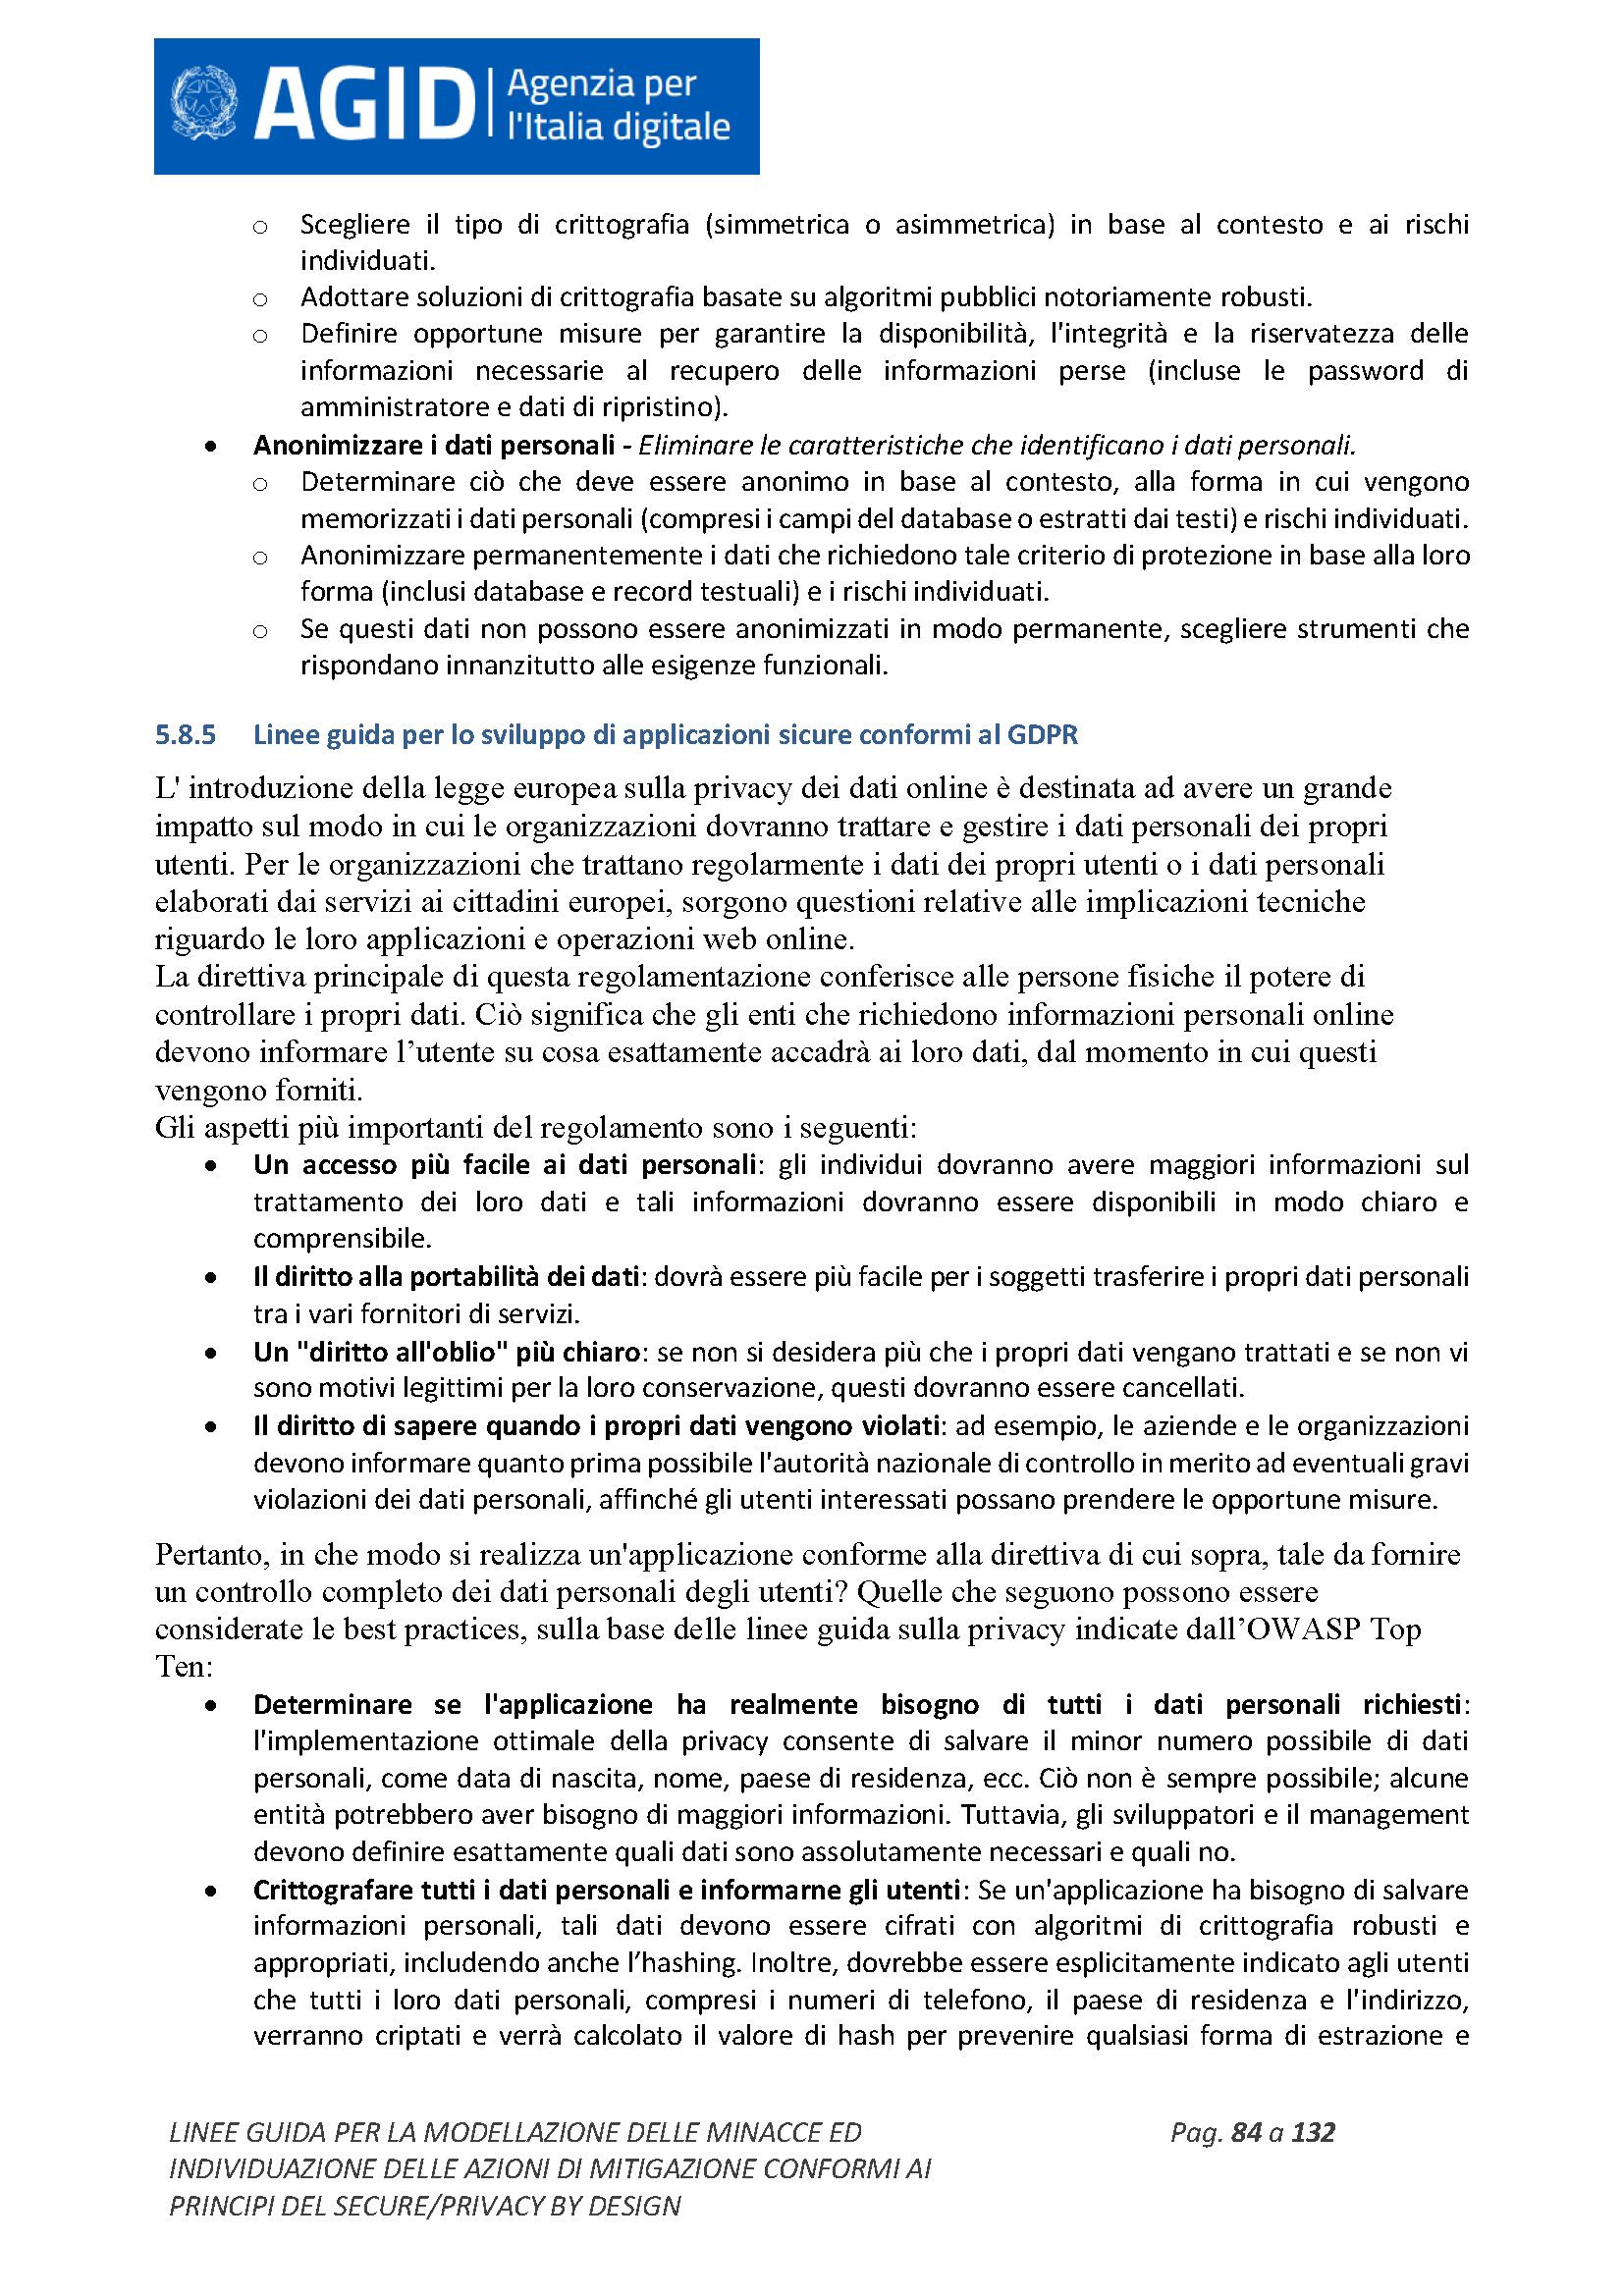 AGID Agenzia per
l'Italia digitale
o Scegliere il tipo di crittografia (simmetrica o asimmetrica) in base al contesto e ai rischi
individuati.
o Adottare soluzioni di crittografia basate su algoritmi pubblici notoriamente robusti.
o Definire opportune misure per garantire la disponibilità, l'integrità e la riservatezza delle
informazioni necessarie al recupero delle informazioni perse (incluse le password di
amministratore e dati di ripristino).
• Anonimizzare i dati personali - Eliminare le caratteristiche che identificano i dati personali.
o Determinare ciò che deve essere anonimo in base al contesto, alla forma in cui vengono
memorizzati i dati personali (compresi i campi del database o estratti dai testi) e rischi individuati.
o Anonimizzare permanentemente i dati che richiedono tale criterio di protezione in base alla loro
forma (inclusi database e record testuali) e i rischi individuati.
o Se questi dati non possono essere anonimizzati in modo permanente, scegliere strumenti che
rispondano innanzitutto alle esigenze funzionali.
5.8.5 Linee guida per lo sviluppo di applicazioni sicure conformi al GDPR
L' introduzione della legge europea sulla privacy dei dati online è destinata ad avere un grande
impatto sul modo in cui le organizzazioni dovranno trattare e gestire i dati personali dei propri
utenti. Per le organizzazioni che trattano regolarmente i dati dei propri utenti o i dati personali
elaborati dai servizi ai cittadini europei, sorgono questioni relative alle implicazioni tecniche
riguardo le loro applicazioni e operazioni web online.
La direttiva principale di questa regolamentazione conferisce alle persone fisiche il potere di
controllare i propri dati. Ciò significa che gli enti che richiedono informazioni personali online
devono informare l’utente su cosa esattamente accadrà ai loro dati, dal momento in cui questi
vengono forniti.
Gli aspetti più importanti del regolamento sono i seguenti:
• Un accesso più facile ai dati personali: gli individui dovranno avere maggiori informazioni sul
trattamento dei loro dati e tali informazioni dovranno essere disponibili in modo chiaro e
comprensibile.
• Il diritto alla portabilità dei dati: dovrà essere più facile per i soggetti trasferire i propri dati personali
tra i vari fornitori di servizi.
• Un "diritto all'oblio" più chiaro: se non si desidera più che i propri dati vengano trattati e se non vi
sono motivi legittimi per la loro conservazione, questi dovranno essere cancellati.
• Il diritto di sapere quando i propri dati vengono violati: ad esempio, le aziende e le organizzazioni
devono informare quanto prima possibile l'autorità nazionale di controllo in merito ad eventuali gravi
violazioni dei dati personali, affinché gli utenti interessati possano prendere le opportune misure.
Pertanto, in che modo si realizza un'applicazione conforme alla direttiva di cui sopra, tale da fornire
un controllo completo dei dati personali degli utenti? Quelle che seguono possono essere
considerate le best practices, sulla base delle linee guida sulla privacy indicate dall’OWASP Top
Ten:
• Determinare se l'applicazione ha realmente bisogno di tutti i dati personali richiesti:
l'implementazione ottimale della privacy consente di salvare il minor numero possibile di dati
personali, come data di nascita, nome, paese di residenza, ecc. Ciò non è sempre possibile; alcune
entità potrebbero aver bisogno di maggiori informazioni. Tuttavia, gli sviluppatori e il management
devono definire esattamente quali dati sono assolutamente necessari e quali no.
• Crittografare tutti i dati personali e informarne gli utenti: Se un'applicazione ha bisogno di salvare
informazioni personali, tali dati devono essere cifrati con algoritmi di crittografia robusti e
appropriati, includendo anche l’hashing. Inoltre, dovrebbe essere esplicitamente indicato agli utenti
che tutti i loro dati personali, compresi i numeri di telefono, il paese di residenza e l'indirizzo,
verranno criptati e verrà calcolato il valore di hash per prevenire qualsiasi forma di estrazione e
LINEE GUIDA PER LA MODELLAZIONE DELLE MINACCE ED Pag. 84 a 132
INDIVIDUAZIONE DELLE AZIONI DI MITIGAZIONE CONFORMI AI
PRINCIPI DEL SECURE/PRIVACY BY DESIGN